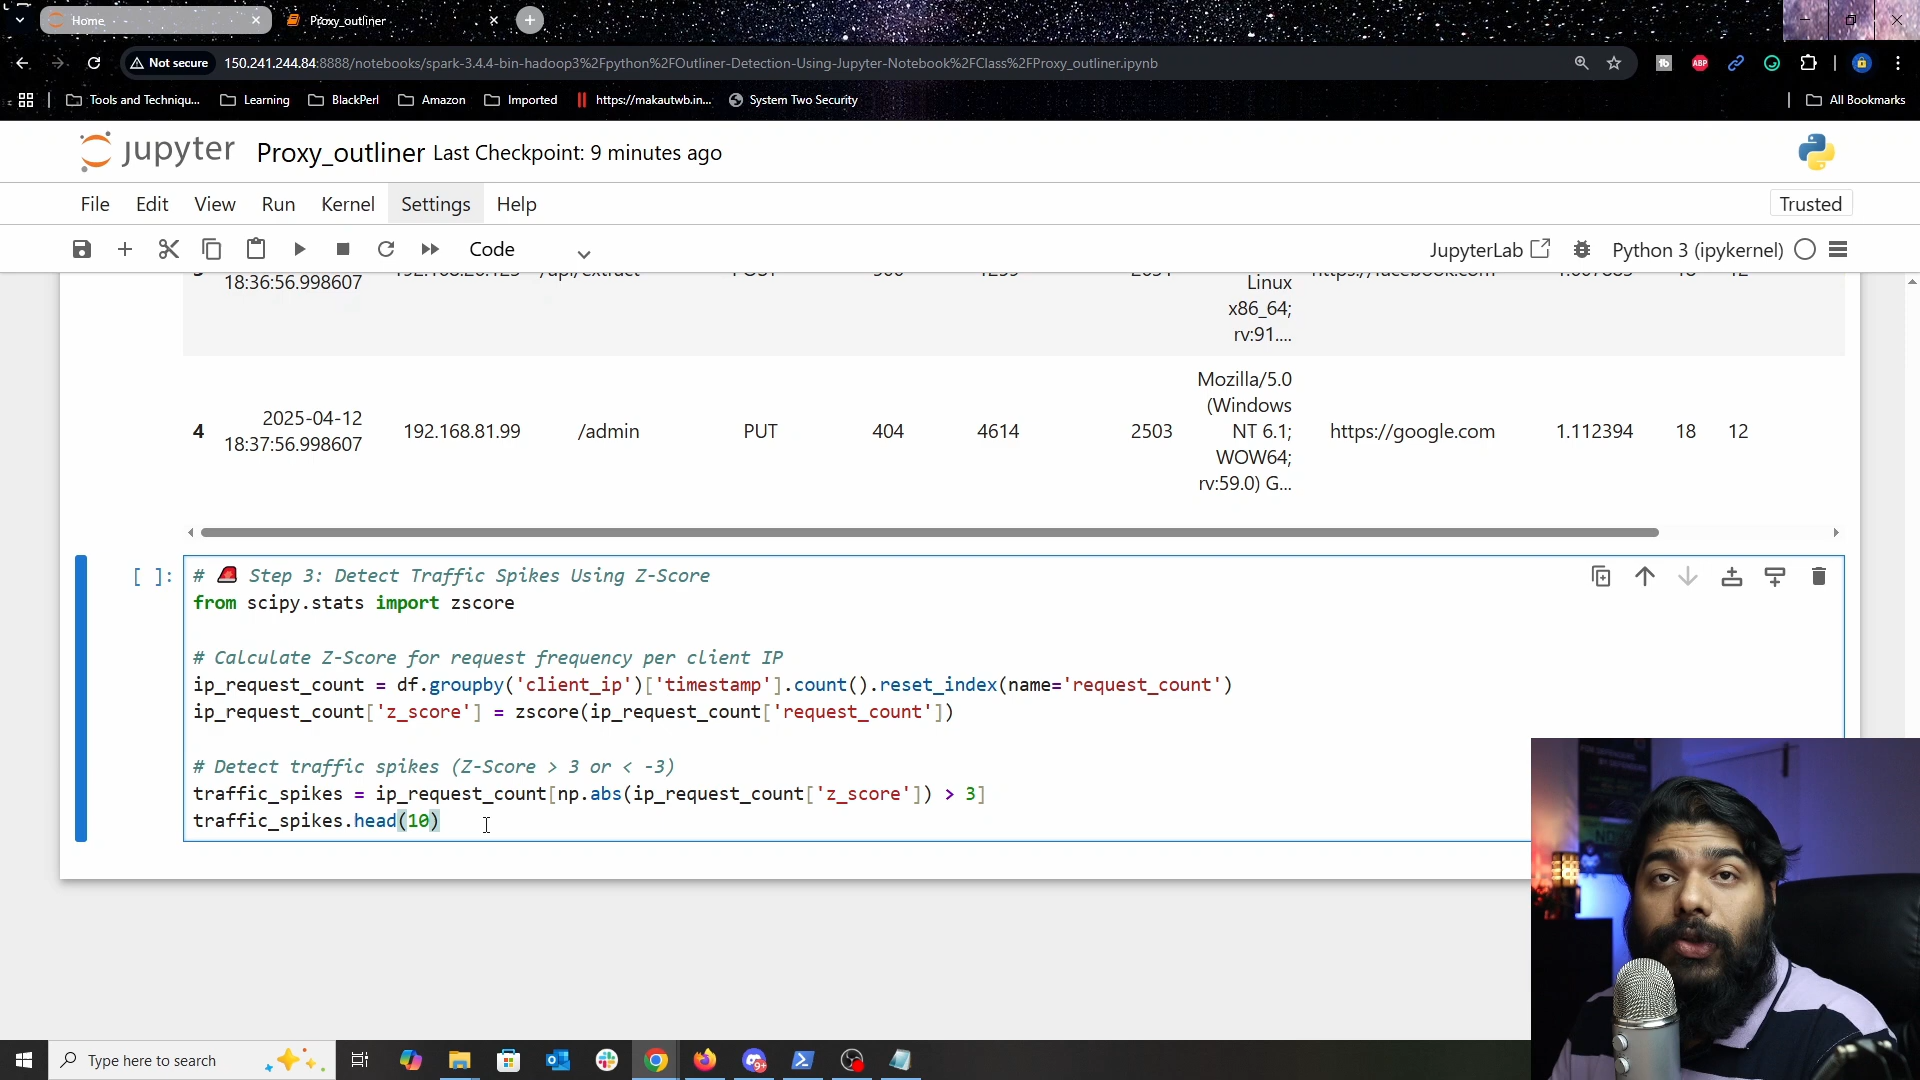 Home
Proxy_outliner
Not secure
150.241.244.84:8888/notebooks/spark-3.4.4-bin-hadoop3%2Fpython%2FOutliner-Detection-Using-Jupyter-Notebook%2FClass%2FProxy_outliner.ipynb
ABP
Tools and Techniqu...
Learning
BlackPerl
Amazon
Imported
https://makautwb.in...
System Two Security
All Bookmarks
jupyter Proxy_outliner Last Checkpoint: 9 minutes ago
File Edit View Run Kernel Settings Help
Trusted
Code
JupyterLab
Python 3 (ipykernel)
18:36:56.998607
Linux
x86_64;
rv:91....
4
2025-04-12
18:37:56.998607
192.168.81.99
/admin
PUT
404
4614
2503
Mozilla/5.0
(Windows
NT 6.1;
WOW64;
rv:59.0) G...
https://google.com
1.112394
18
12
[ ]:
# 🚨 Step 3: Detect Traffic Spikes Using Z-Score
from scipy.stats import zscore
# Calculate Z-Score for request frequency per client IP
ip_request_count = df.groupby('client_ip')['timestamp'].count().reset_index(name='request_count')
ip_request_count['z_score'] = zscore(ip_request_count['request_count'])
# Detect traffic spikes (Z-Score > 3 or < -3)
traffic_spikes = ip_request_count[np.abs(ip_request_count['z_score']) > 3]
traffic_spikes.head(10)
Type here to search
9+